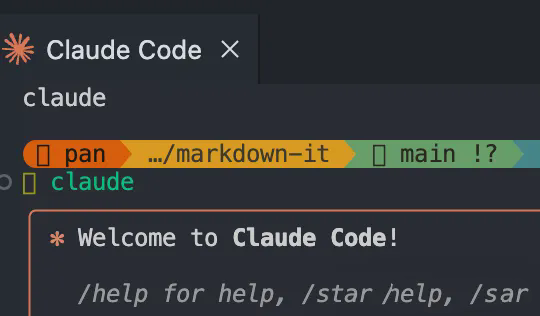 Claude Code
claude
pan …/markdown-it main !?
claude
* Welcome to Claude Code!
/help for help, /star /help, /sar